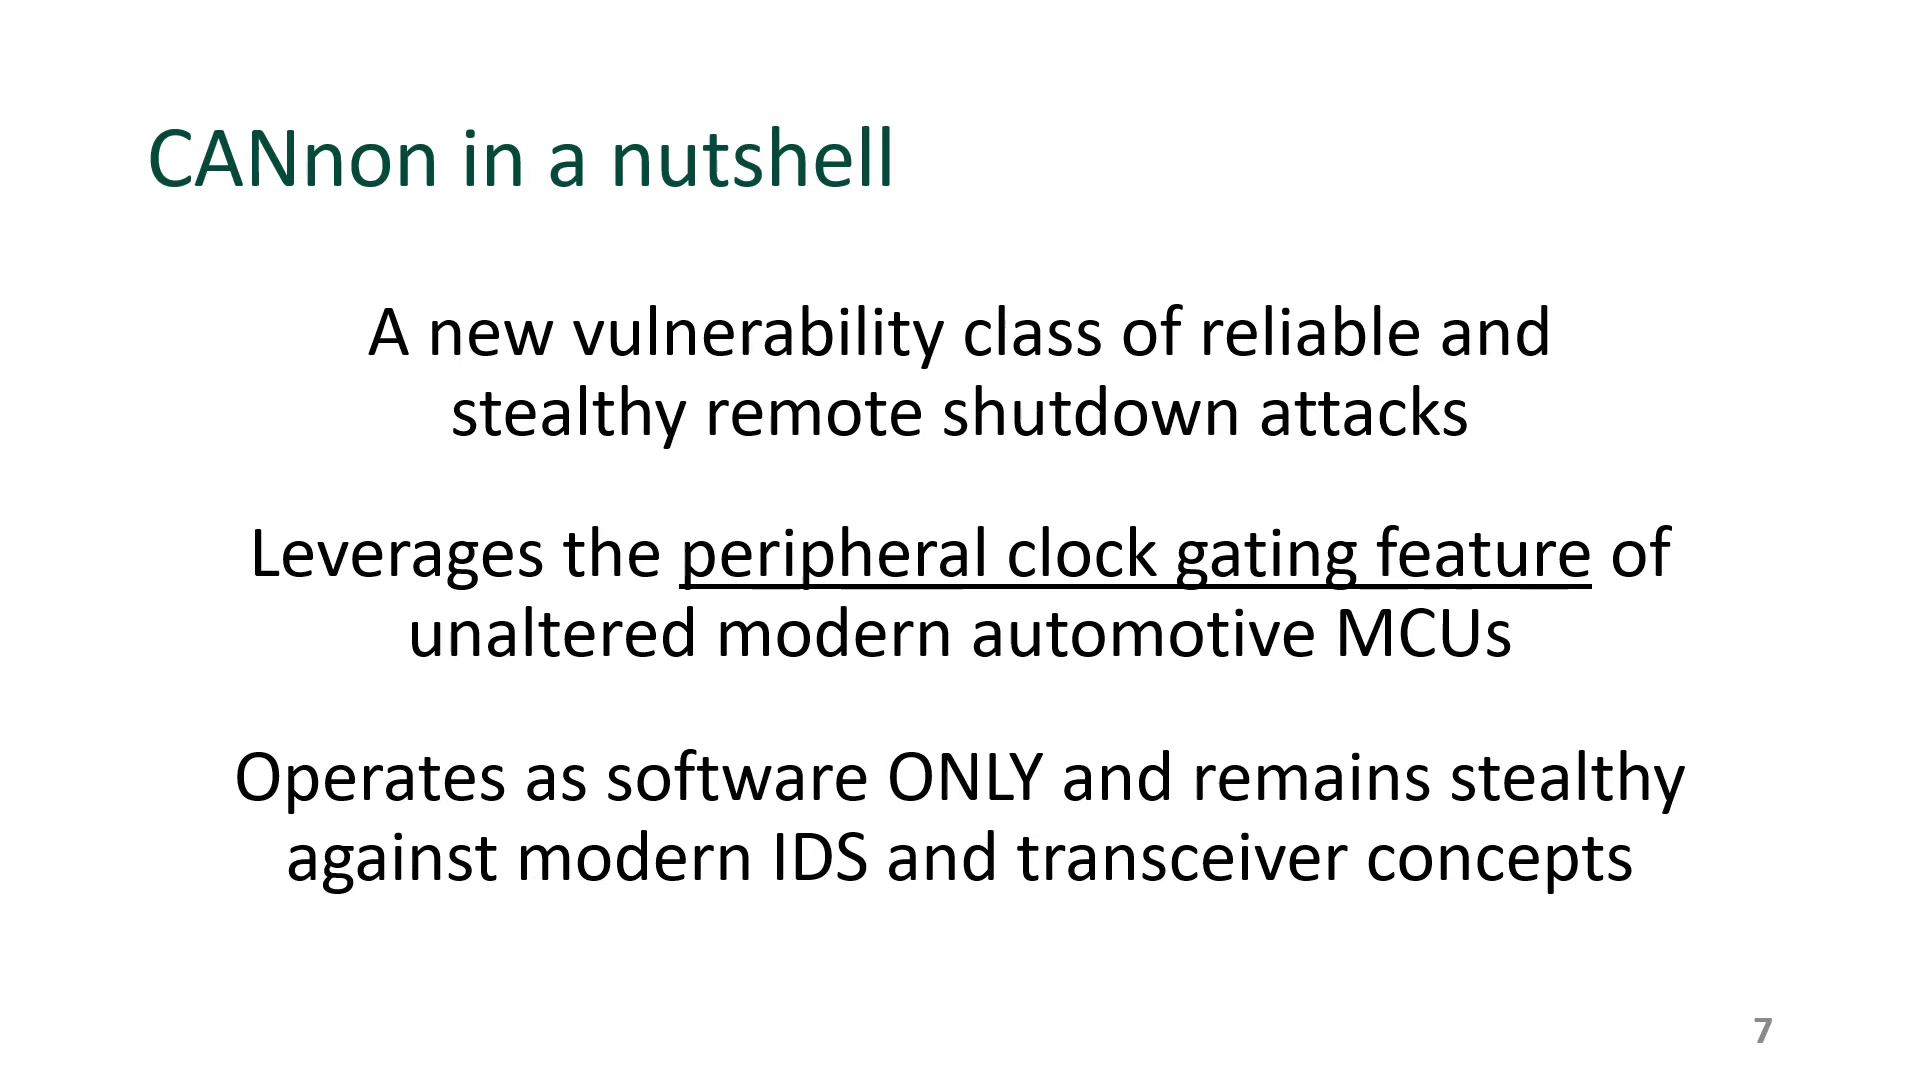 CANnon in a nutshell
A new vulnerability class of reliable and
stealthy remote shutdown attacks
Leverages the peripheral clock gating feature of
unaltered modern automotive MCUs
Operates as software ONLY and remains stealthy
against modern IDS and transceiver concepts
7